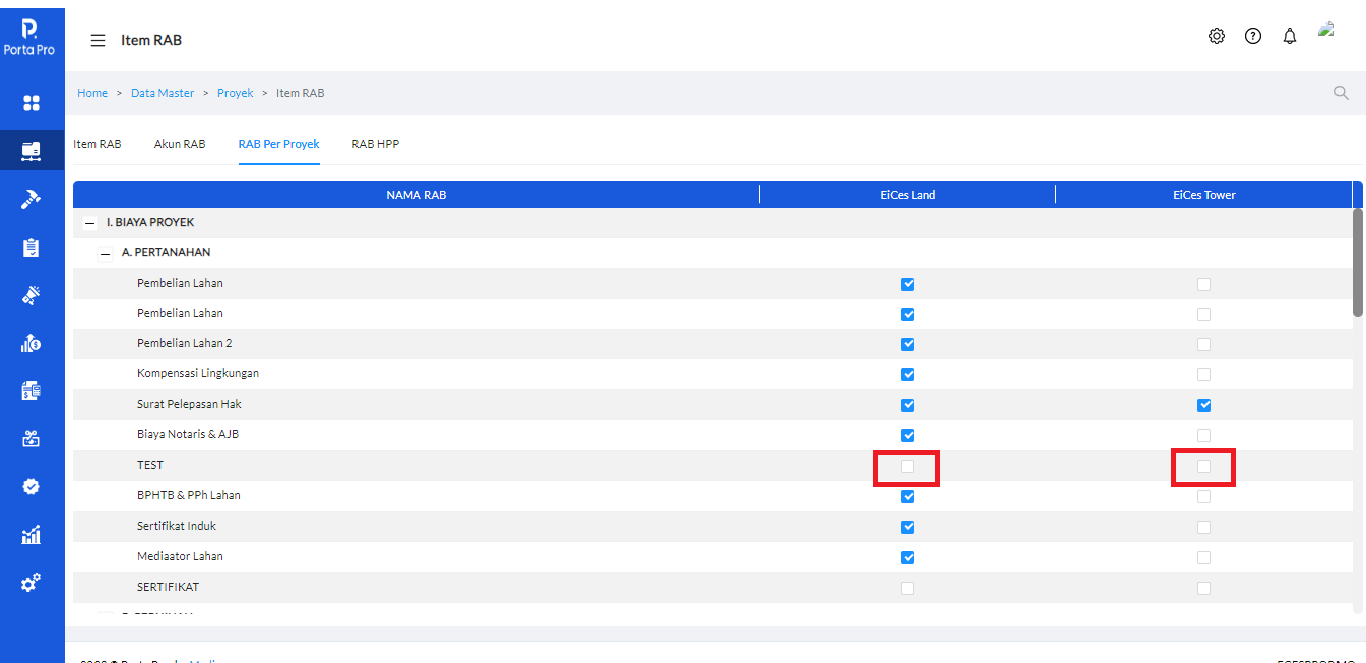 P.
Porta Pro
Item RAB
Home > Data Master > Proyek > Item RAB
Item RAB Akun RAB RAB Per Proyek RAB HPP
NAMA RAB EiCes Land EiCes Tower
I. BIAYA PROYEK
A. PERTANAHAN
Pembelian Lahan
Pembelian Lahan
Pembelian Lahan 2
Kompensasi Lingkungan
Surat Pelepasan Hak
Biaya Notaris & AJB
TEST
BPHTB & PPh Lahan
Sertifikat Induk
Mediaator Lahan
SERTIFIKAT